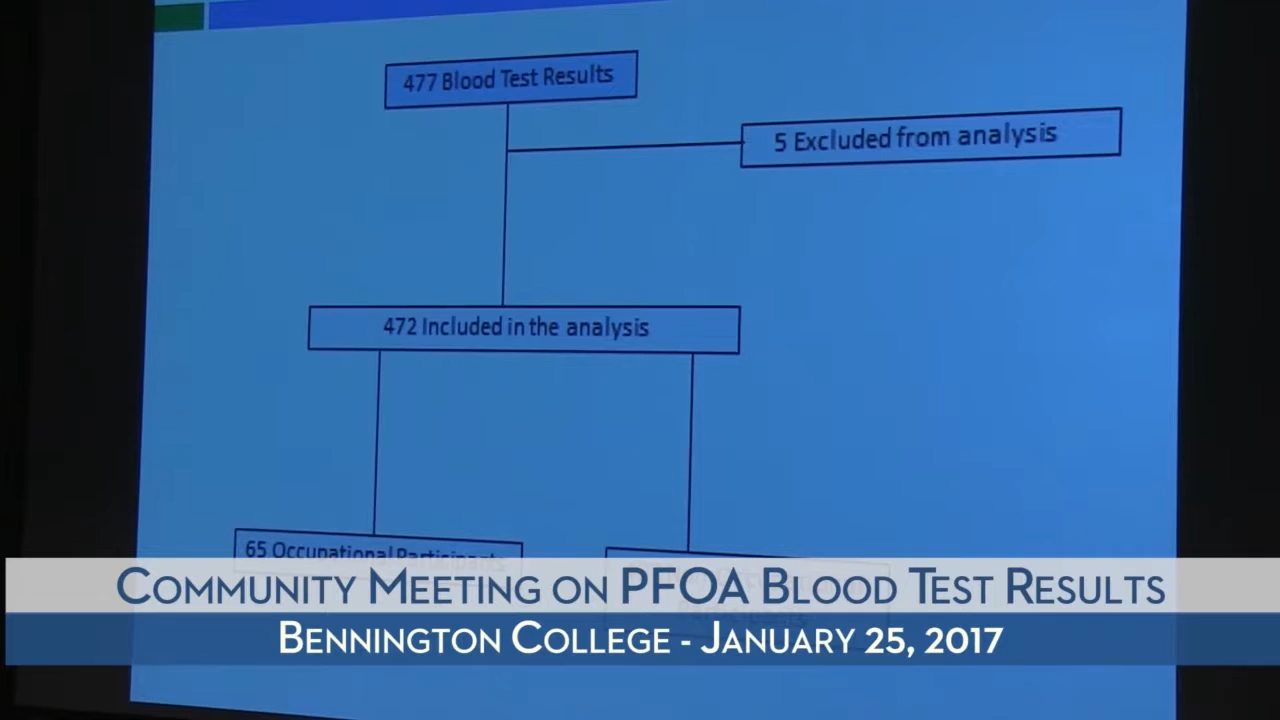 477 Blood Test Results
5 Excluded from analysis
472 Included in the analysis
65 Occupational Participants
COMMUNITY MEETING ON PFOA BLOOD TEST RESULTS
BENNINGTON COLLEGE - JANUARY 25, 2017